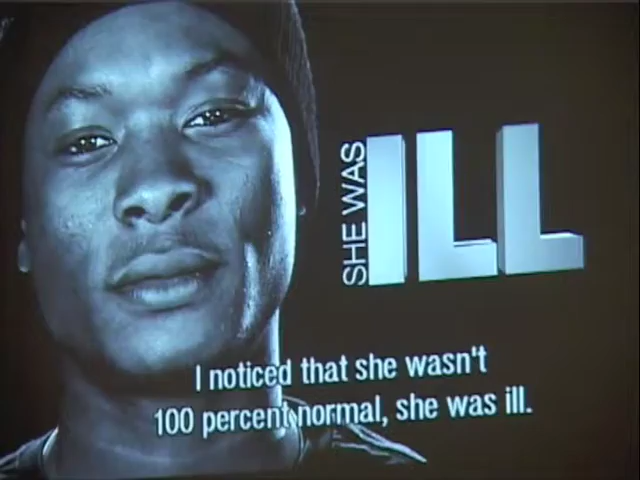 SHE WAS
ILL
I noticed that she wasn't
100 percent normal, she was ill.